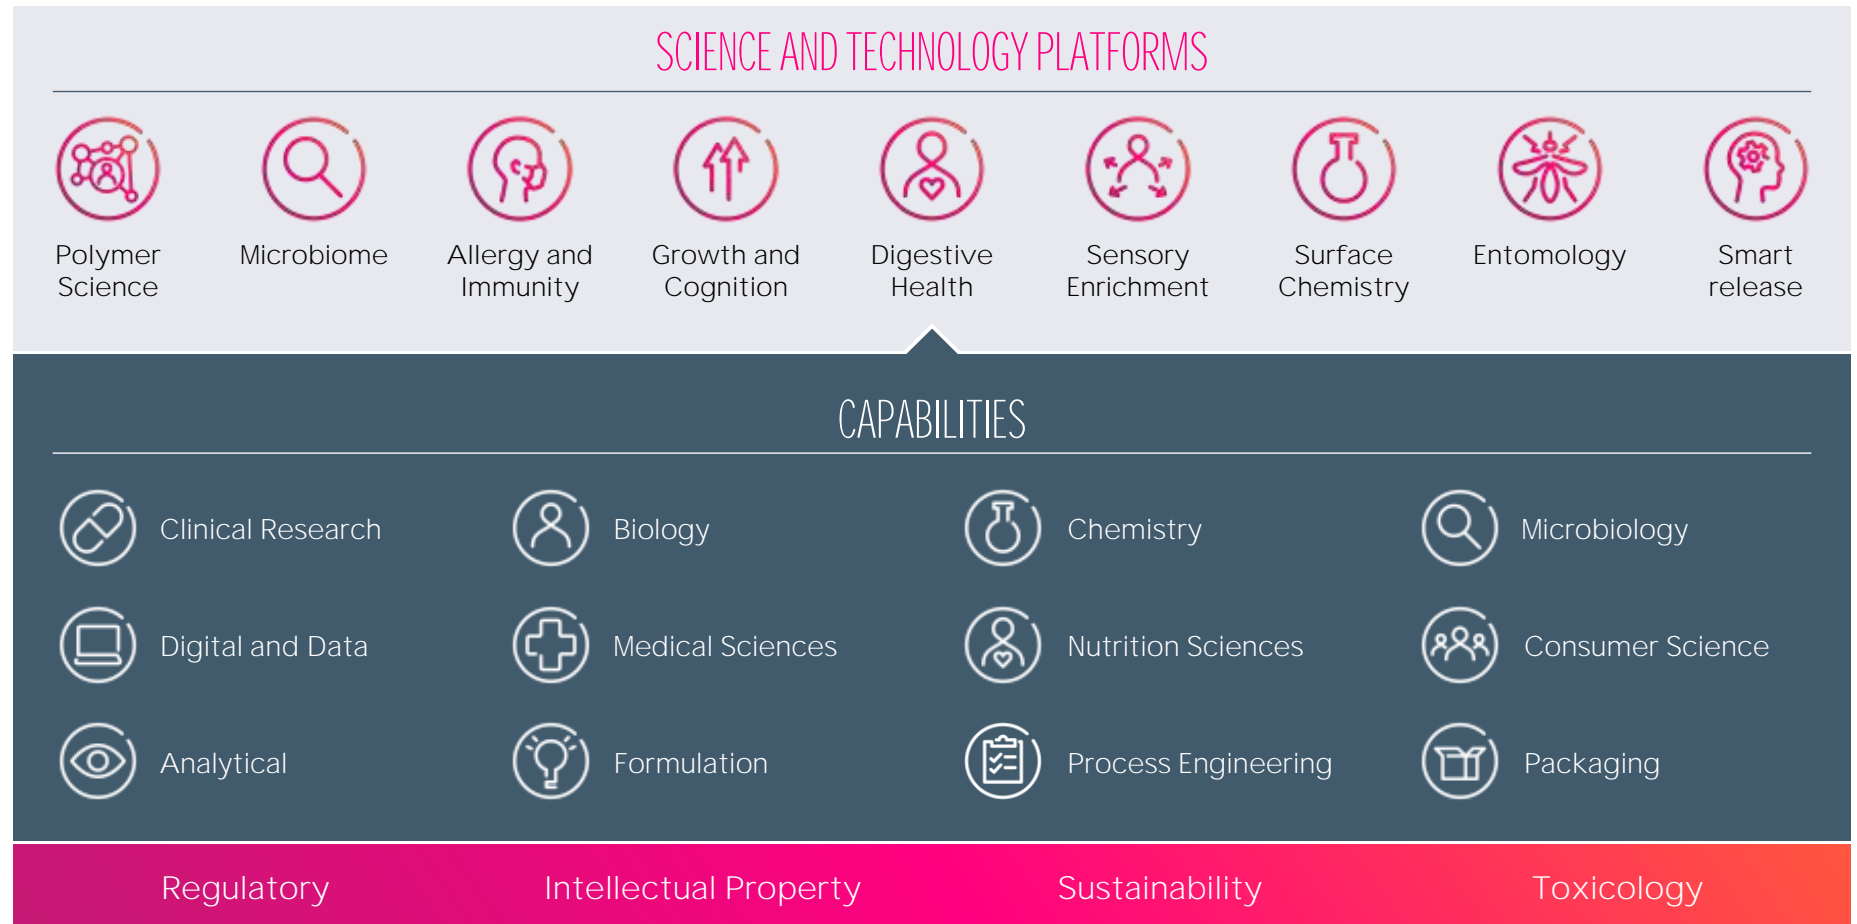 SCIENCE AND TECHNOLOGY PLATFORMS
Polymer
Science
Microbiome
Allergy and
Immunity
Growth and
Cognition
Digestive
Health
Sensory
Enrichment
Surface
Chemistry
Entomology
Smart
release
CAPABILITIES
Clinical Research
Biology
Chemistry
Microbiology
Digital and Data
Medical Sciences
Nutrition Sciences
Consumer Science
Analytical
Formulation
Process Engineering
Packaging
Regulatory
Intellectual Property
Sustainability
Toxicology